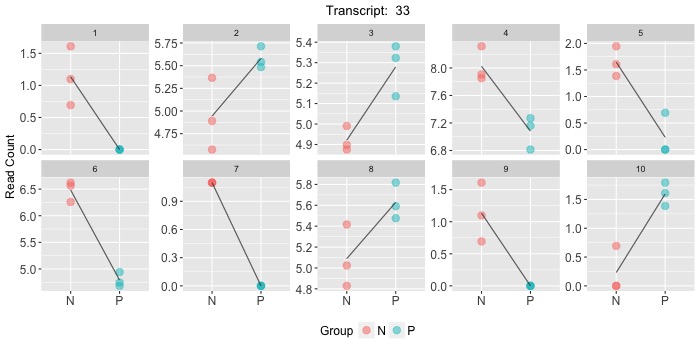 Transcript: 33
Read Count
1 2 3 4 5
1.5 1.0 0.5 0.0
5.75 5.50 5.25 5.00 4.75
5.4 5.3 5.2 5.1 5.0 4.9
8.0 7.6 7.2 6.8
2.0 1.5 1.0 0.5 0.0
6 7 8 9 10
6.5 6.0 5.5 5.0
0.9 0.6 0.3 0.0
5.8 5.6 5.4 5.2 5.0 4.8
1.5 1.0 0.5 0.0
1.5 1.0 0.5 0.0
N P N P N P N P N P
Group N P